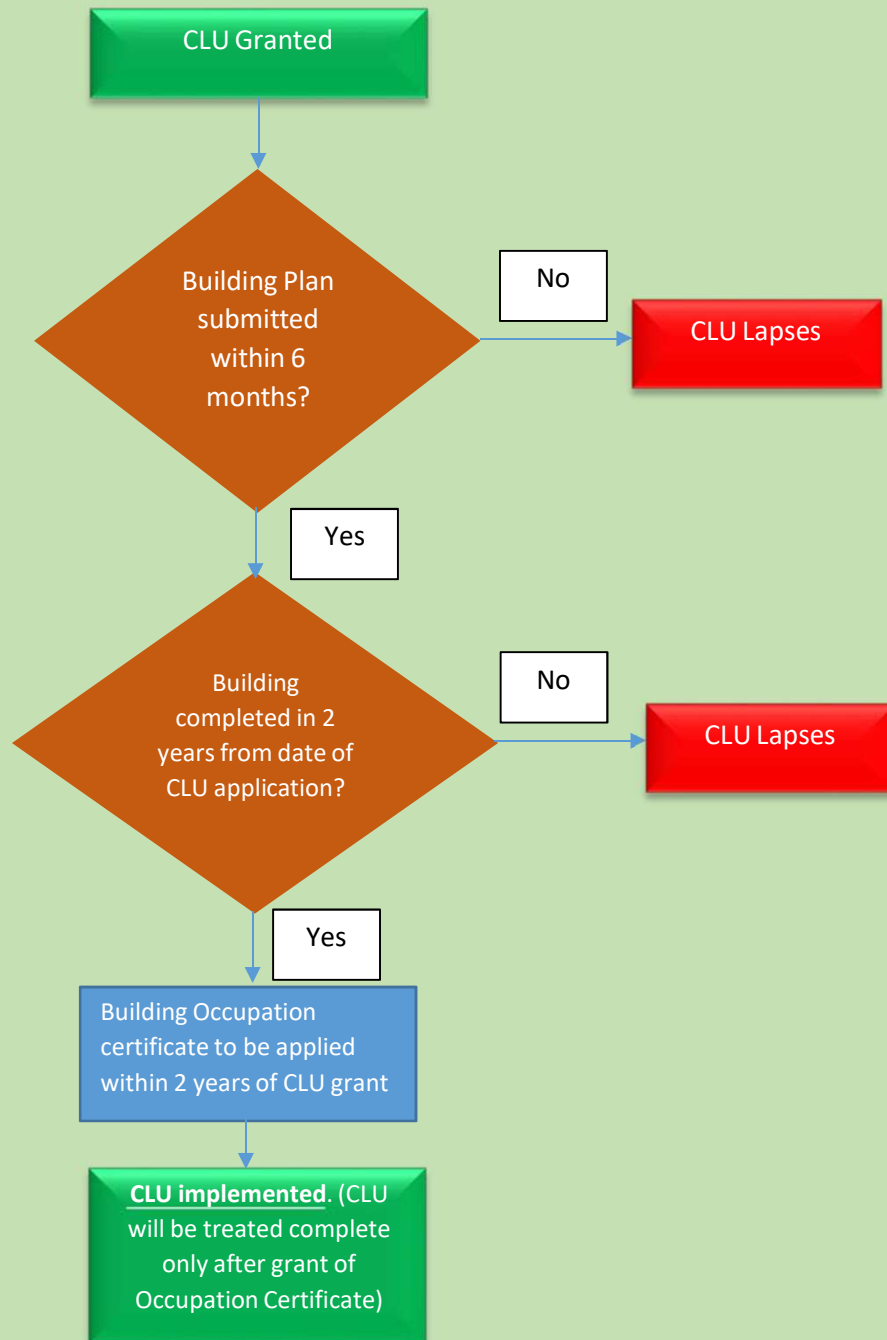 CLU Granted
Building Plan
submitted
within 6
months?
No
CLU Lapses
Yes
Building
completed in 2
years from date of
CLU application?
No
CLU Lapses
Yes
Building Occupation
certificate to be applied
within 2 years of CLU grant
CLU implemented. (CLU
will be treated complete
only after grant of
Occupation Certificate)